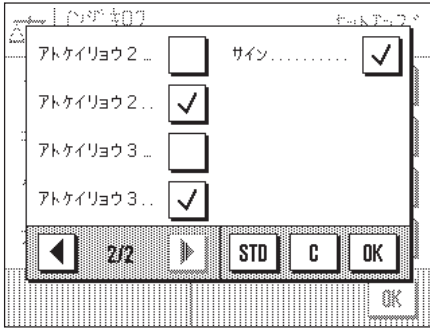 アトケイリョウ2… サイン..........
アトケイリョウ2..
アトケイリョウ3…
アトケイリョウ3..
2/2 STD C OK
OK